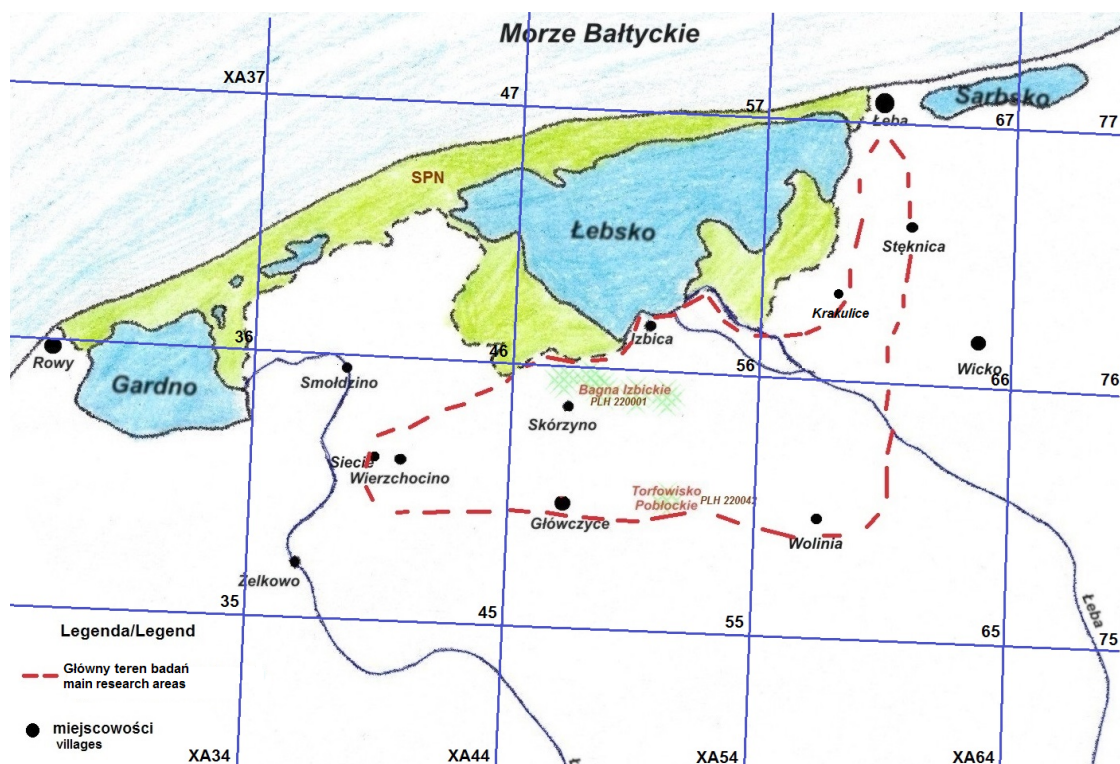 Morze Bałtyckie
XA37
47
57
67
77
Sarbsko
Łeba
SPN
Łebsko
Stęknica
Krakulice
Izbica
Rowy
Gardno
36
46
56
66
76
Smołdzino
Wicko
Bagna Izbickie
PLH 220001
Skórzyno
Siecie
Wierzchocino
Torfowisko
Pobłockie
PLH 22004
Główczyce
Wolinia
Żelkowo
Łeba
35
45
55
65
75
Legenda/Legend
Główny teren badań
main research areas
miejscowości
villages
XA34
XA44
XA54
XA64